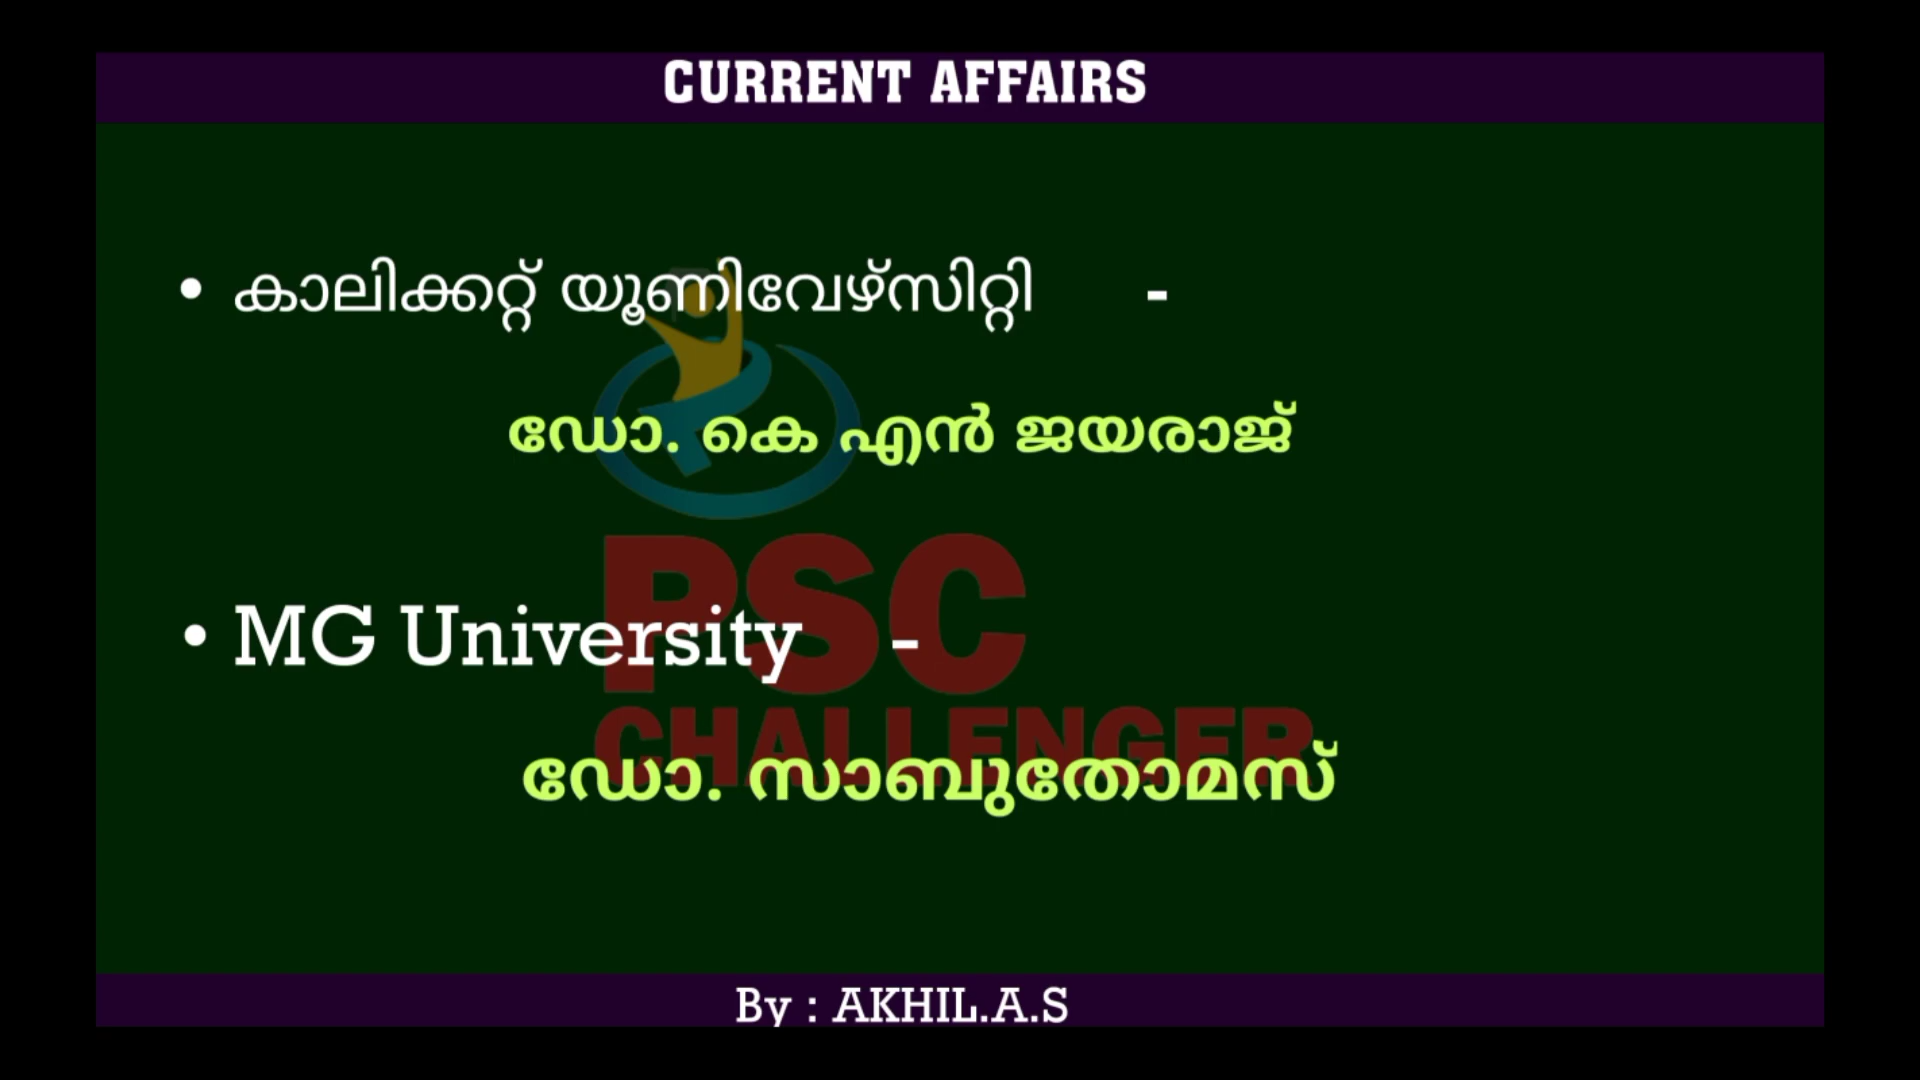 CURRENT AFFAIRS
• കാലിക്കറ്റ് യൂണിവേഴ്സിറ്റി -
ഡോ. കെ എൻ ജയരാജ്
PSC
• MG University -
CHALLENGER
ഡോ. സാബുതോമസ്
By : AKHIL.A.S